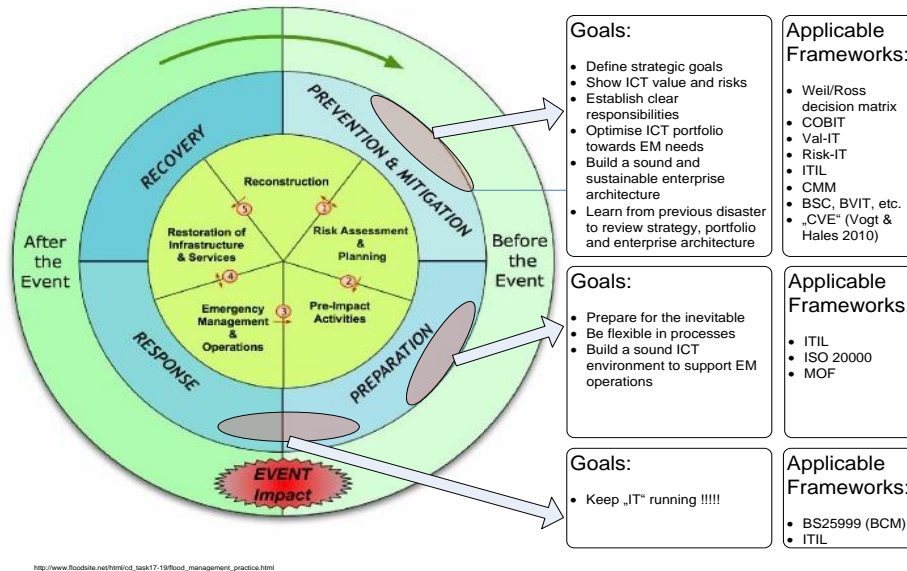 After
the
Event
Before
the
Event
RECOVERY
PREVENTION & MITIGATION
RESPONSE
PREPARATION
Reconstruction
5
1
Restoration of
Infrastructure
& Services
Risk Assessment
&
Planning
4
2
3
Emergency
Management
&
Operations
Pre-Impact
Activities
EVENT
Impact
Goals:
• Define strategic goals
• Show ICT value and risks
• Establish clear
responsibilities
• Optimise ICT portfolio
towards EM needs
• Build a sound and
sustainable enterprise
architecture
• Learn from previous disaster
to review strategy, portfolio
and enterprise architecture
Applicable
Frameworks:
• Weil/Ross
decision matrix
• COBIT
• Val-IT
• Risk-IT
• ITIL
• CMM
• BSC, BVIT, etc.
• „CVE“ (Vogt &
Hales 2010)
Goals:
• Prepare for the inevitable
• Be flexible in processes
• Build a sound ICT
environment to support EM
operations
Applicable
Frameworks:
• ITIL
• ISO 20000
• MOF
Goals:
• Keep „IT“ running !!!!!
Applicable
Frameworks:
• BS25999 (BCM)
• ITIL
http://www.floodsite.net/html/cd_task17-19/flood_management_practice.html